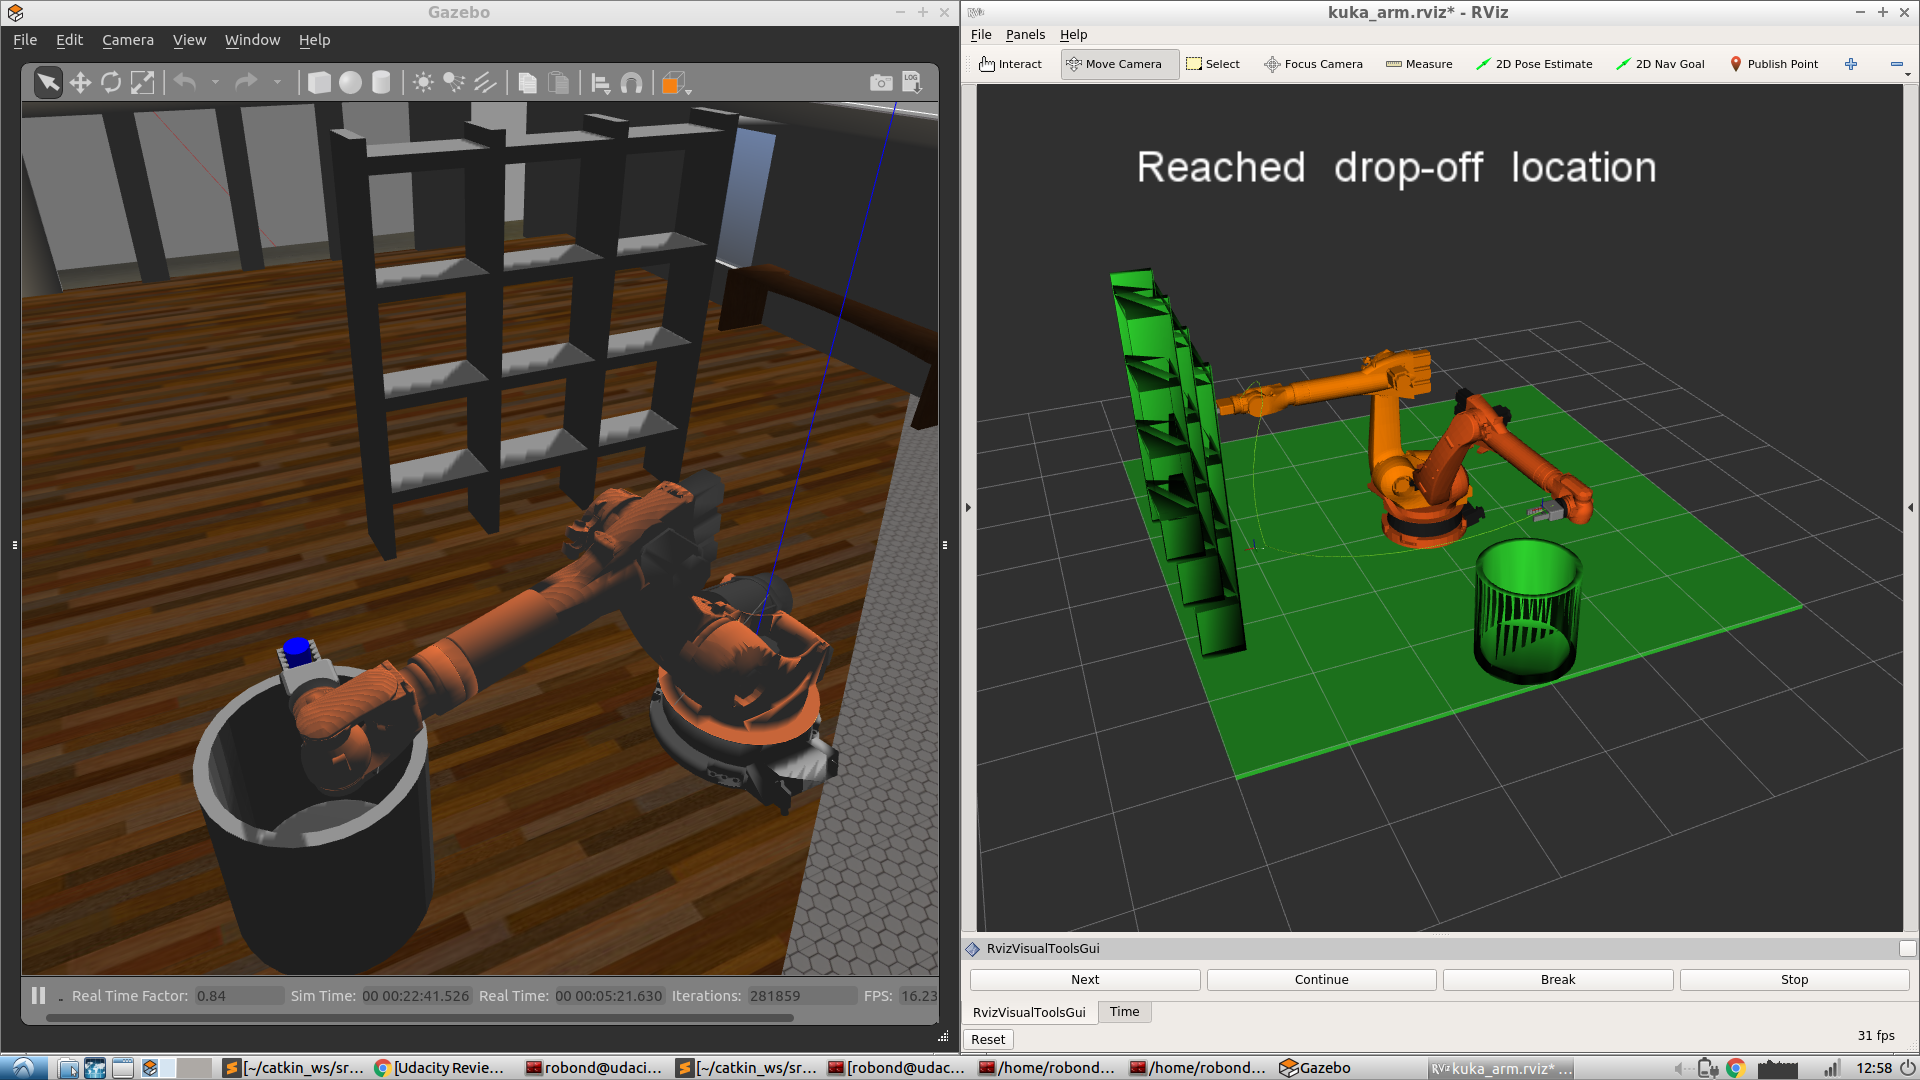 Gazebo
File Edit Camera View Window Help
LOG
Real Time Factor: 0.84 Sim Time: 00 00:22:41.526 Real Time: 00 00:05:21.630 Iterations: 281859 FPS: 16.23
kuka_arm.rviz* - RViz
File Panels Help
Interact Move Camera Select Focus Camera Measure 2D Pose Estimate 2D Nav Goal Publish Point
Reached drop-off location
RvizVisualToolsGui
Next Continue Break Stop
RvizVisualToolsGui Time
Reset 31 fps
[~/catkin_ws/sr... [Udacity Revie... robond@udaci... [~/catkin_ws/sr... [robond@udac... /home/robond... /home/robond... Gazebo kuka_arm.rviz* ... 12:58